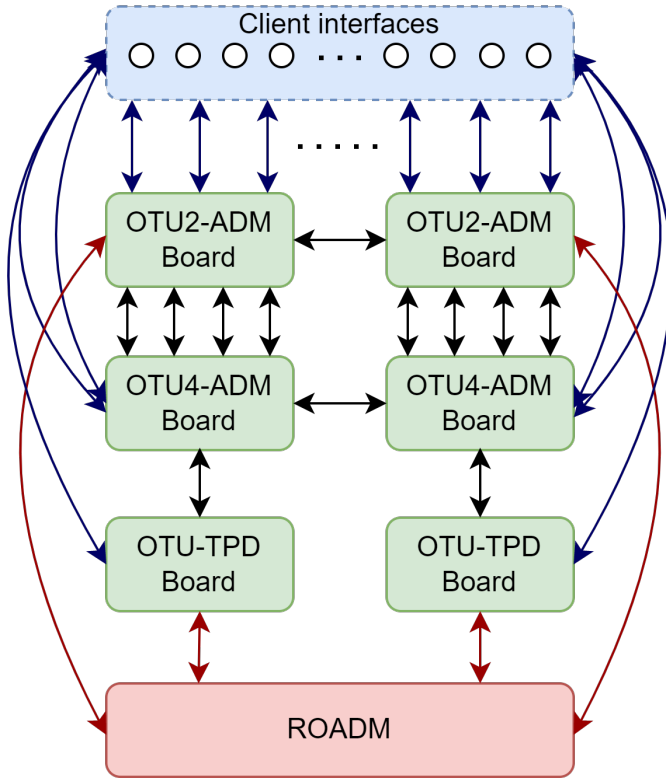 Client interfaces
OTU2-ADM
Board
OTU2-ADM
Board
OTU4-ADM
Board
OTU4-ADM
Board
OTU-TPD
Board
OTU-TPD
Board
ROADM